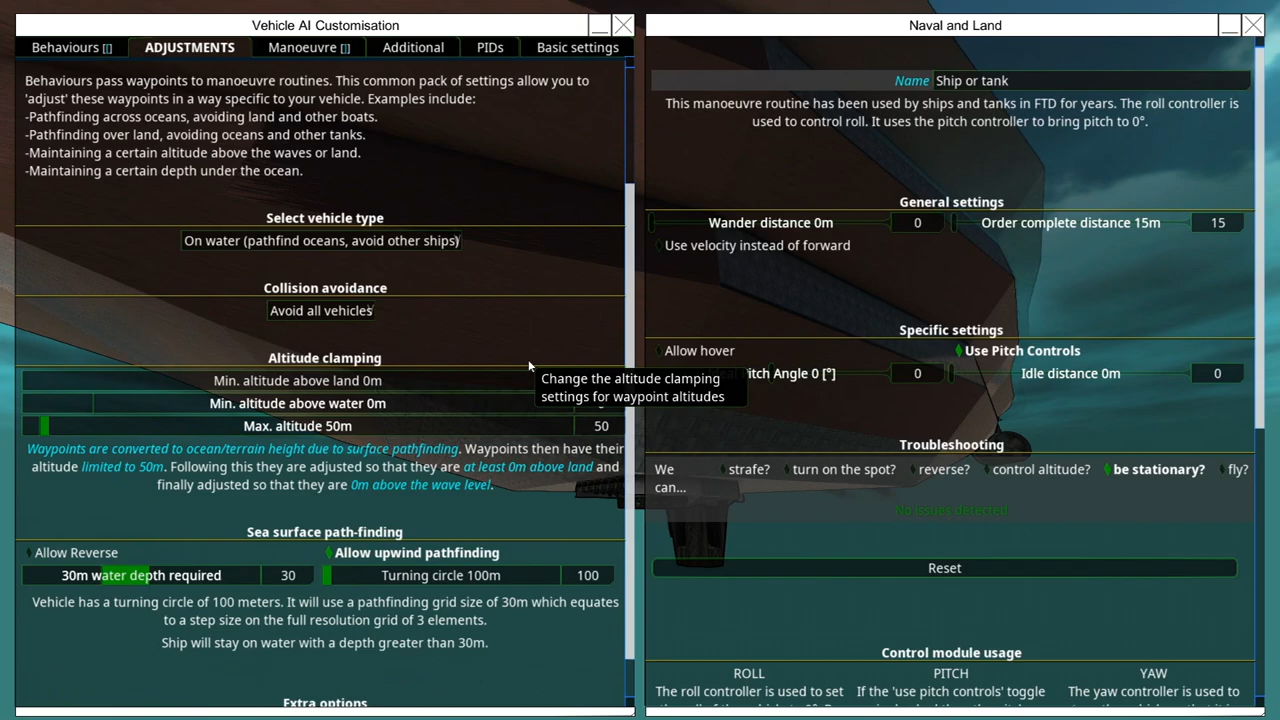 Vehicle AI Customisation
Behaviours [[]
ADJUSTMENTS
Manoeuvre []]
Additional
PIDs
Basic settings
Behaviours pass waypoints to manoeuvre routines. This common pack of settings allow you to
'adjust' these waypoints in a way specific to your vehicle. Examples include:
-Pathfinding across oceans, avoiding land and other boats.
-Pathfinding over land, avoiding oceans and other tanks.
-Maintaining a certain altitude above the waves or land.
-Maintaining a certain depth under the ocean.
Select vehicle type
On water (pathfind oceans, avoid other ships)
Collision avoidance
Avoid all vehicles
Altitude clamping
Min. altitude above land 0m
Min. altitude above water 0m
Max. altitude 50m 50
Waypoints are converted to ocean/terrain height due to surface pathfinding. Waypoints then have their
altitude limited to 50m. Following this they are adjusted so that they are at least 0m above land and
finally adjusted so that they are 0m above the wave level.
Change the altitude clamping
settings for waypoint altitudes
Sea surface path-finding
Allow Reverse
Allow upwind pathfinding
30m water depth required 30
Turning circle 100m 100
Vehicle has a turning circle of 100 meters. It will use a pathfinding grid size of 30m which equates
to a step size on the full resolution grid of 3 elements.
Ship will stay on water with a depth greater than 30m.
Extra options
Naval and Land
Name Ship or tank
This manoeuvre routine has been used by ships and tanks in FTD for years. The roll controller is
used to control roll. It uses the pitch controller to bring pitch to 0°.
General settings
Wander distance 0m 0
Order complete distance 15m 15
Use velocity instead of forward
Specific settings
Allow hover
Use Pitch Controls
Angle 0 [°] 0
Idle distance 0m 0
Troubleshooting
We
can...
strafe?
turn on the spot?
reverse?
control altitude?
be stationary?
fly?
No issues detected
Reset
Control module usage
ROLL
PITCH
YAW
The roll controller is used to set
If the 'use pitch controls' toggle
The yaw controller is used to